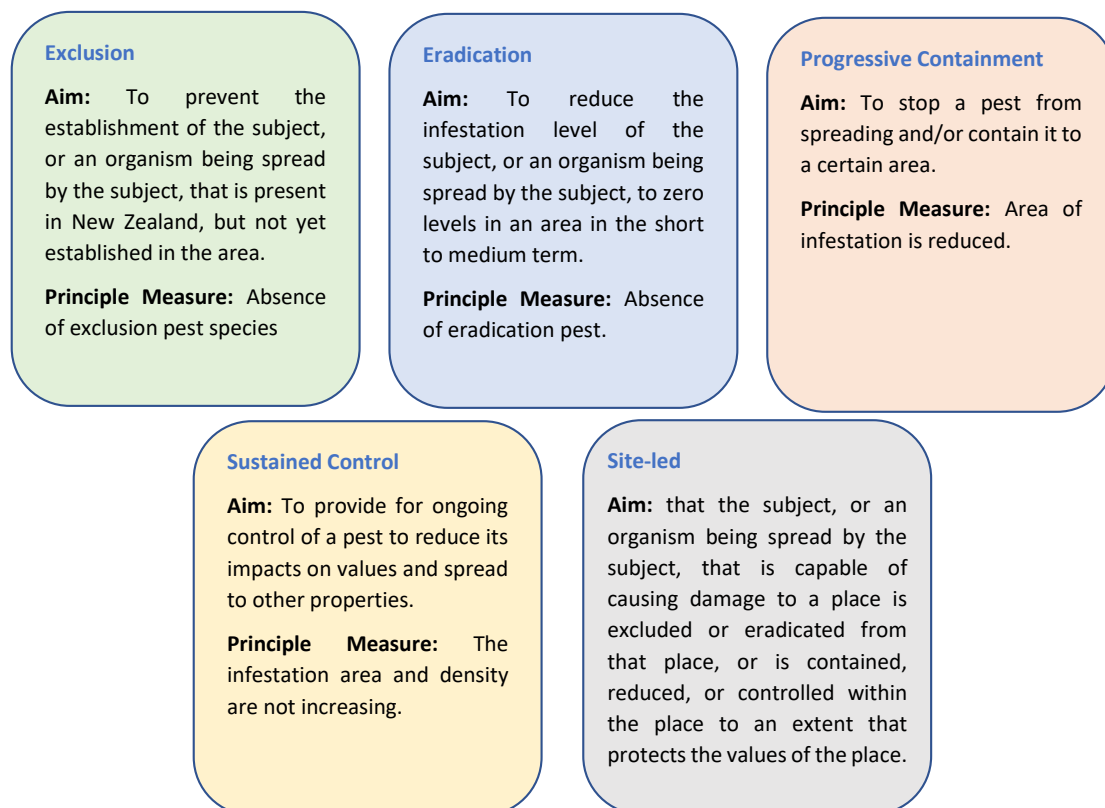 Exclusion
Aim: To prevent the
establishment of the subject,
or an organism being spread
by the subject, that is present
in New Zealand, but not yet
established in the area.
Principle Measure: Absence
of exclusion pest species
Eradication
Aim: To reduce the
infestation level of the
subject, or an organism being
spread by the subject, to zero
levels in an area in the short
to medium term.
Principle Measure: Absence
of eradication pest.
Progressive Containment
Aim: To stop a pest from
spreading and/or contain it to
a certain area.
Principle Measure: Area of
infestation is reduced.
Sustained Control
Aim: To provide for ongoing
control of a pest to reduce its
impacts on values and spread
to other properties.
Principle Measure: The
infestation area and density
are not increasing.
Site-led
Aim: that the subject, or an
organism being spread by the
subject, that is capable of
causing damage to a place is
excluded or eradicated from
that place, or is contained,
reduced, or controlled within
the place to an extent that
protects the values of the place.